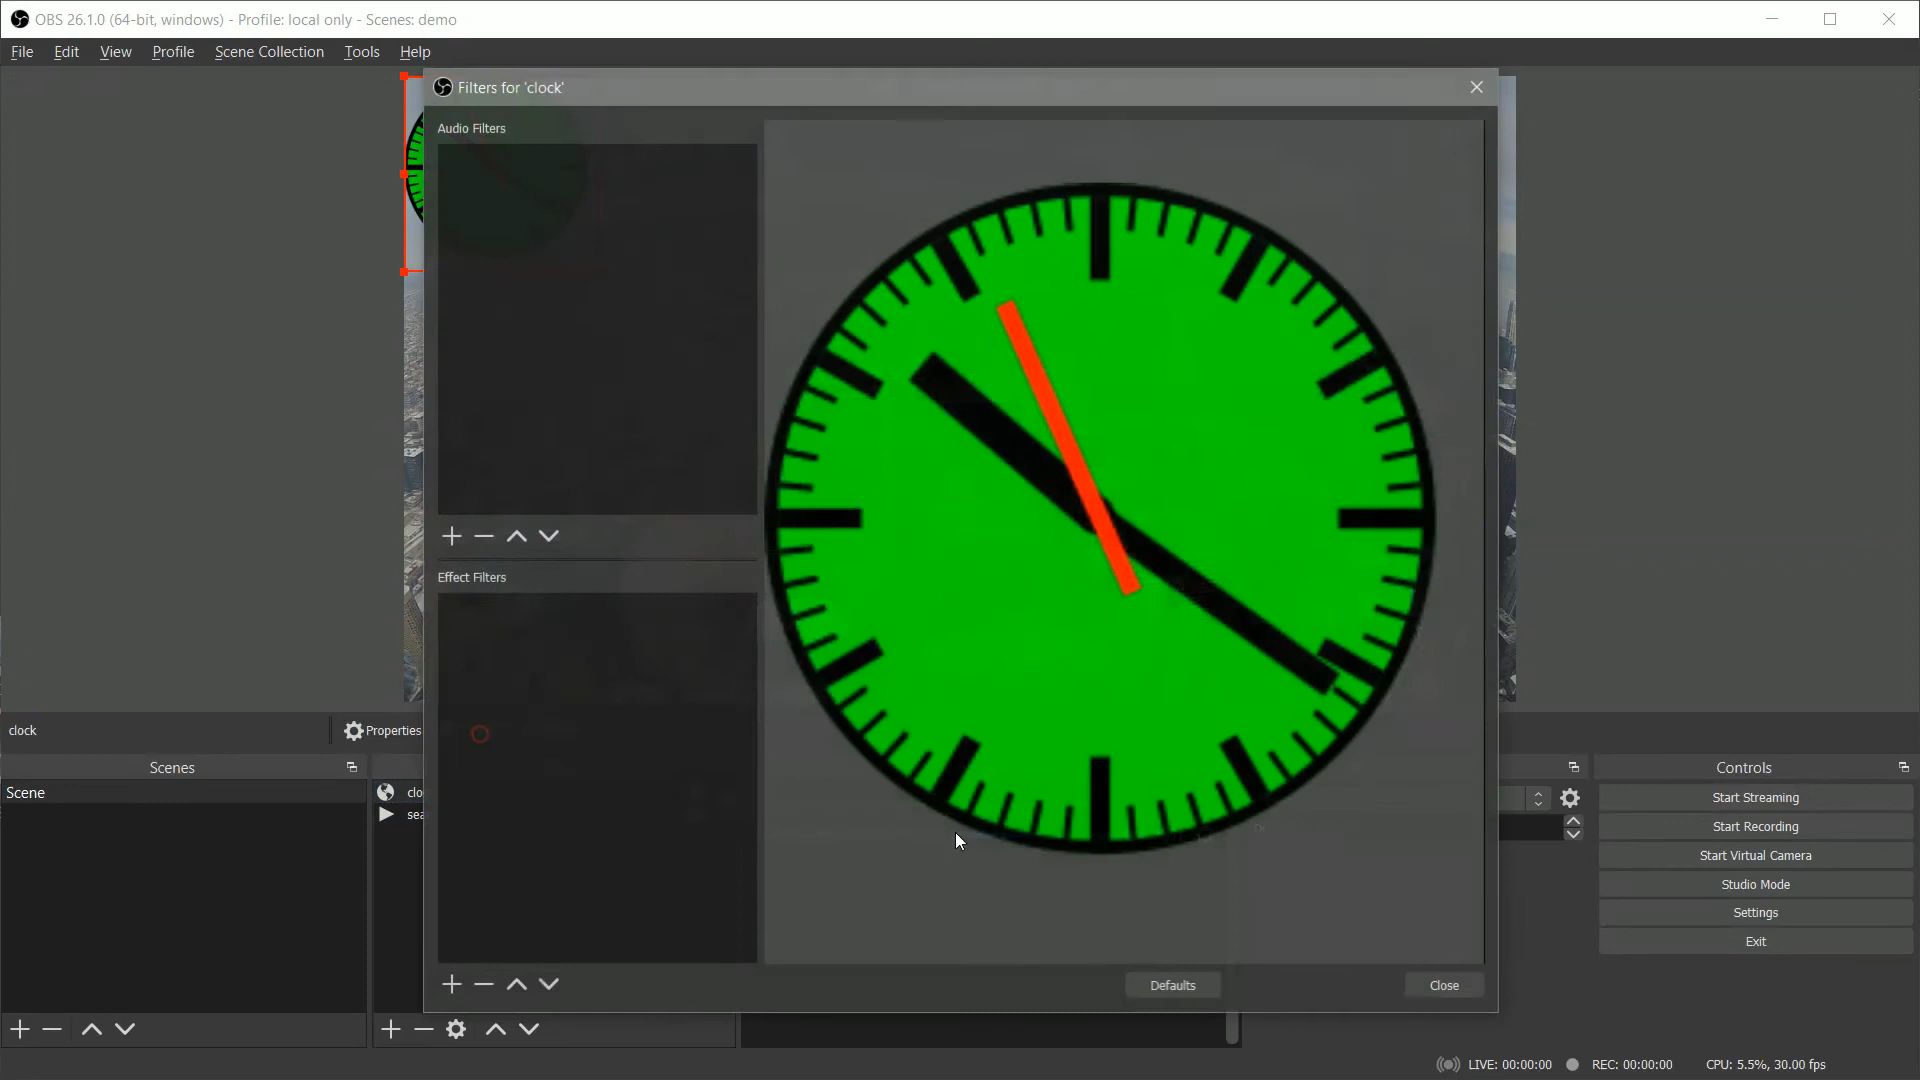 OBS 26.1.0 (64-bit, windows) - Profile: local only - Scenes: demo
File Edit View Profile Scene Collection Tools Help
Filters for 'clock'
Audio Filters
Effect Filters
Defaults
Close
clock
Properties
Scenes
Scene
clo
sea
Controls
Start Streaming
Start Recording
Start Virtual Camera
Studio Mode
Settings
Exit
LIVE: 00:00:00
REC: 00:00:00
CPU: 5.5%, 30.00 fps